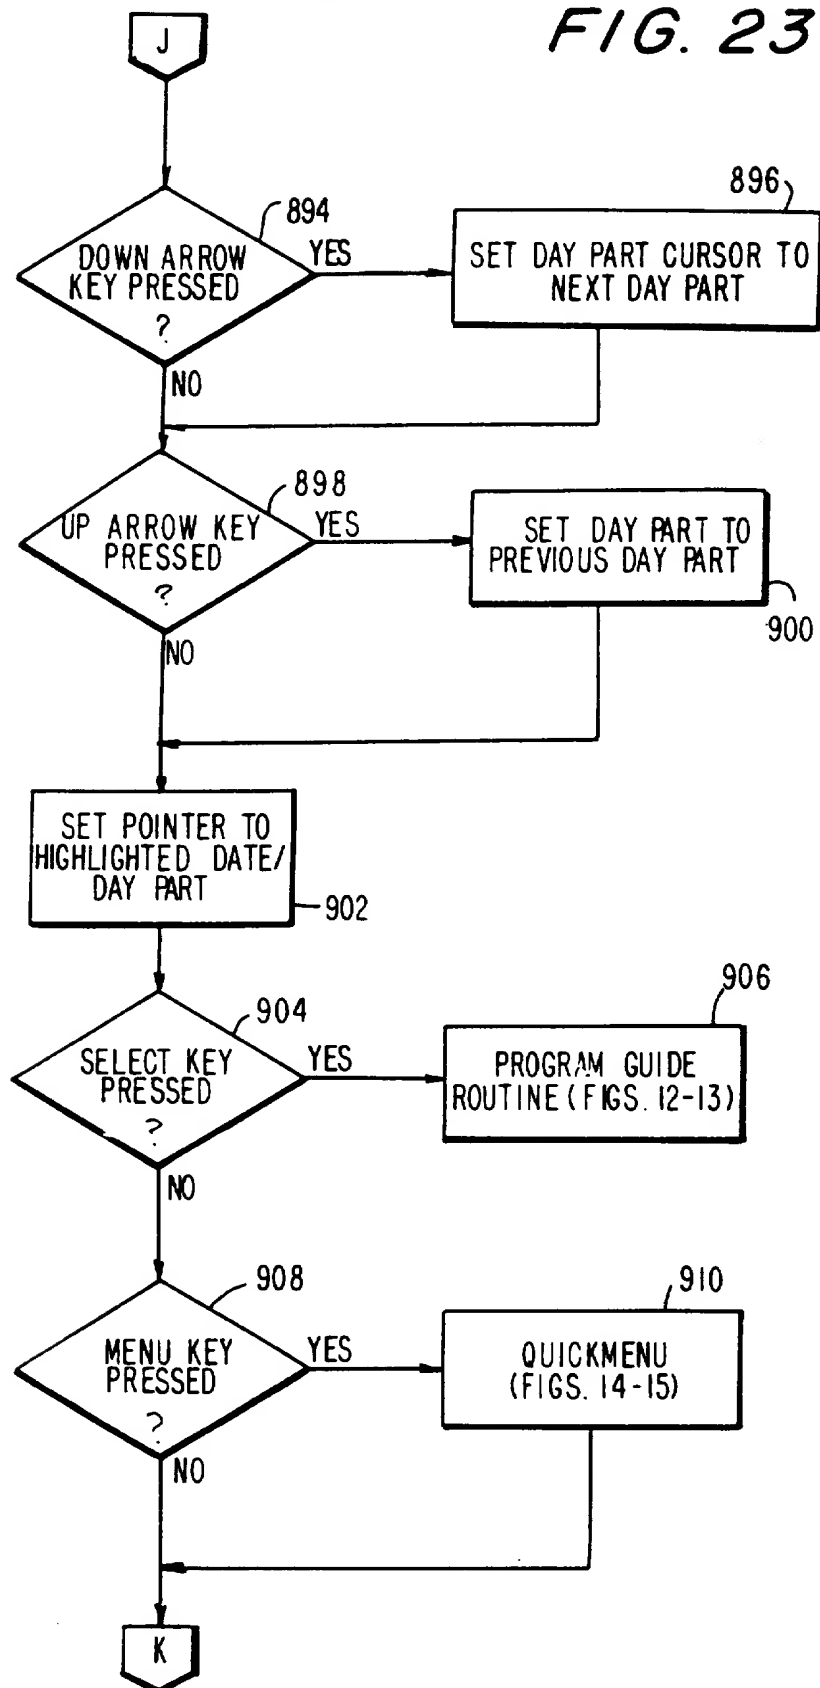 FIG. 23
J
894
DOWN ARROW
KEY PRESSED
?
YES
NO
896
SET DAY PART CURSOR TO
NEXT DAY PART
898
UP ARROW KEY
PRESSED
?
YES
NO
SET DAY PART TO
PREVIOUS DAY PART
900
SET POINTER TO
HIGHLIGHTED DATE/
DAY PART
902
904
SELECT KEY
PRESSED
?
YES
NO
906
PROGRAM GUIDE
ROUTINE (FIGS. 12-13)
908
MENU KEY
PRESSED
?
YES
NO
910
QUICKMENU
(FIGS. 14-15)
K